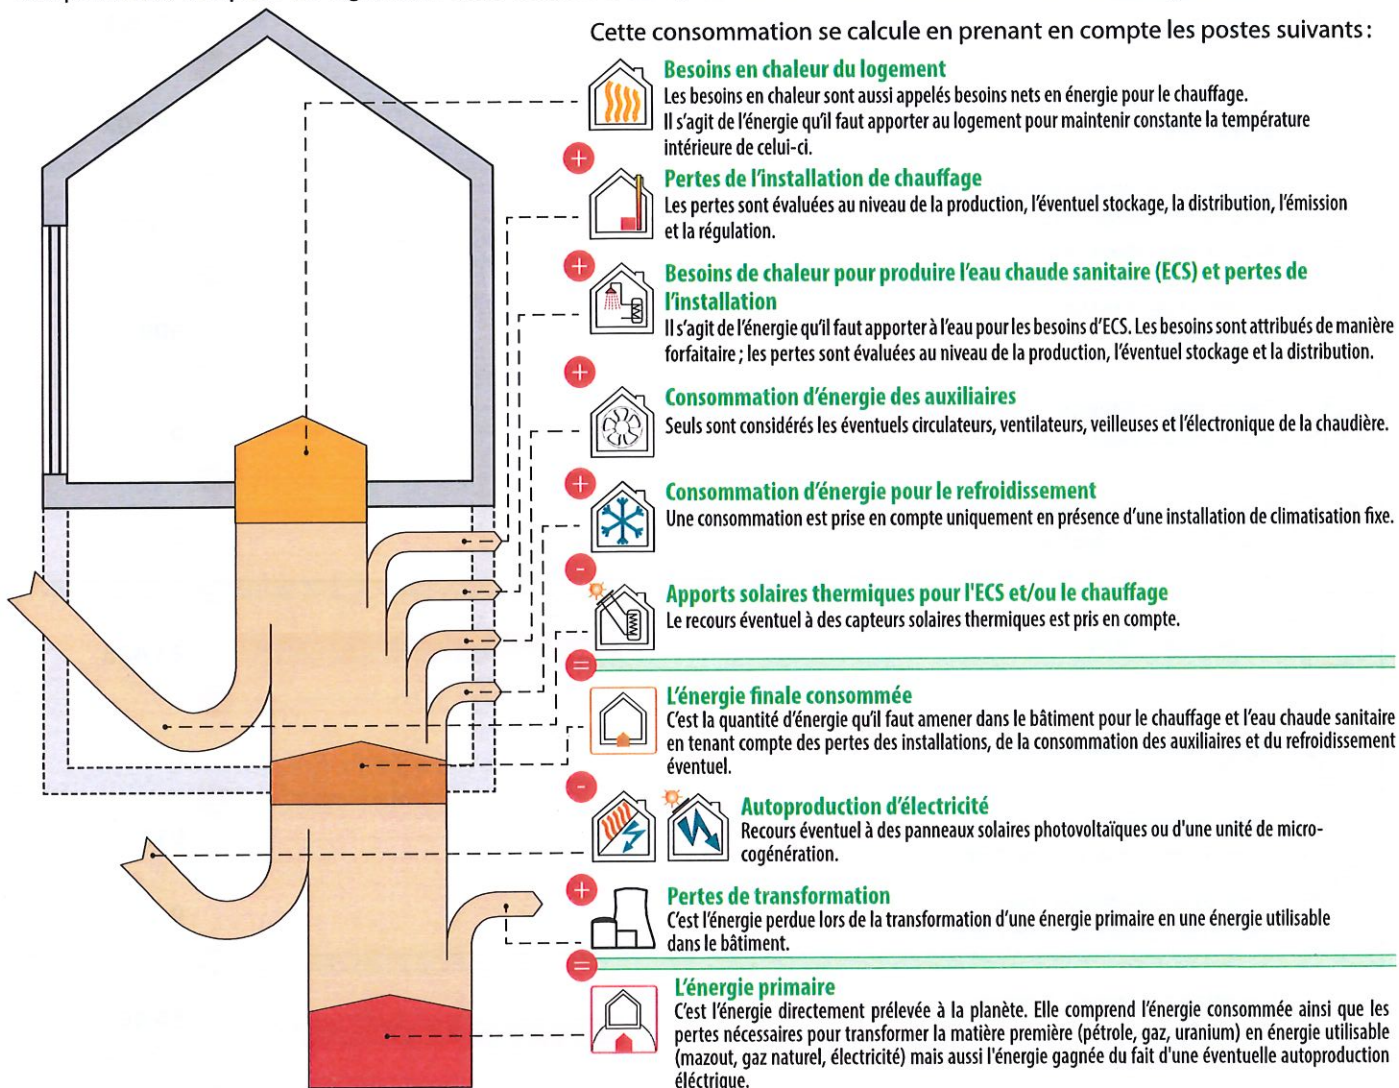 Cette consommation se calcule en prenant en compte les postes suivants :
Besoins en chaleur du logement
Les besoins en chaleur sont aussi appelés besoins nets en énergie pour le chauffage.
Il s'agit de l'énergie qu'il faut apporter au logement pour maintenir constante la température
intérieure de celui-ci.
+
Pertes de l'installation de chauffage
Les pertes sont évaluées au niveau de la production, l'éventuel stockage, la distribution, l'émission
et la régulation.
+
Besoins de chaleur pour produire l'eau chaude sanitaire (ECS) et pertes de
l'installation
Il s'agit de l'énergie qu'il faut apporter à l'eau pour les besoins d'ECS. Les besoins sont attribués de manière
forfaitaire ; les pertes sont évaluées au niveau de la production, l'éventuel stockage et la distribution.
+
Consommation d'énergie des auxiliaires
Seuls sont considérés les éventuels circulateurs, ventilateurs, veilleuses et l'électronique de la chaudière.
+
Consommation d'énergie pour le refroidissement
Une consommation est prise en compte uniquement en présence d'une installation de climatisation fixe.
-
Apports solaires thermiques pour l'ECS et/ou le chauffage
Le recours éventuel à des capteurs solaires thermiques est pris en compte.
=
L'énergie finale consommée
C'est la quantité d'énergie qu'il faut amener dans le bâtiment pour le chauffage et l'eau chaude sanitaire
en tenant compte des pertes des installations, de la consommation des auxiliaires et du refroidissement
éventuel.
-
Autoproduction d'électricité
Recours éventuel à des panneaux solaires photovoltaïques ou d'une unité de micro-
cogénération.
+
Pertes de transformation
C'est l'énergie perdue lors de la transformation d'une énergie primaire en une énergie utilisable
dans le bâtiment.
=
L'énergie primaire
C'est l'énergie directement prélevée à la planète. Elle comprend l'énergie consommée ainsi que les
pertes nécessaires pour transformer la matière première (pétrole, gaz, uranium) en énergie utilisable
(mazout, gaz naturel, électricité) mais aussi l'énergie gagnée du fait d'une éventuelle autoproduction
éléctrique.